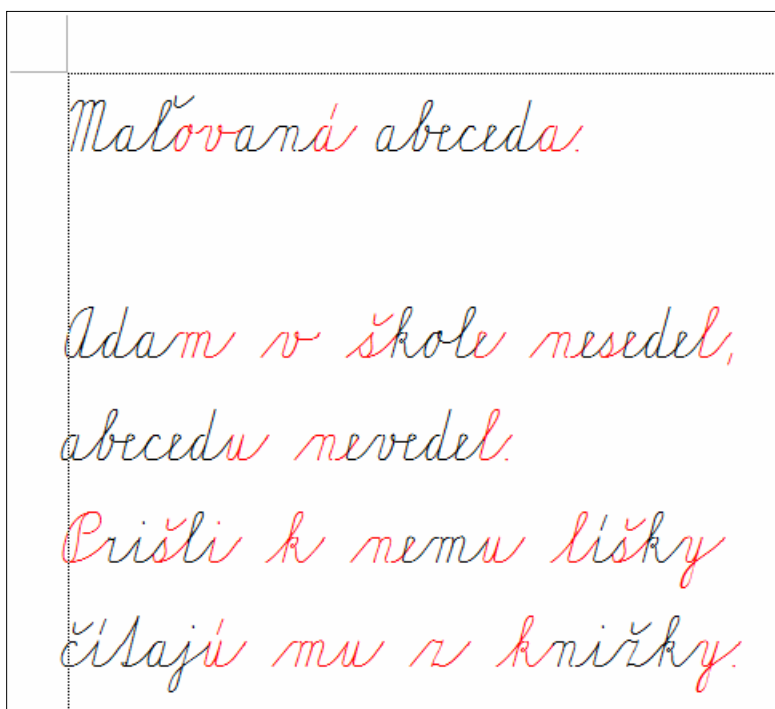 Maľovaná abeceda.
Adam v škole nesedel,
abecedu nevedel.
Prišli k nemu líšky
čítajú mu z knižky.